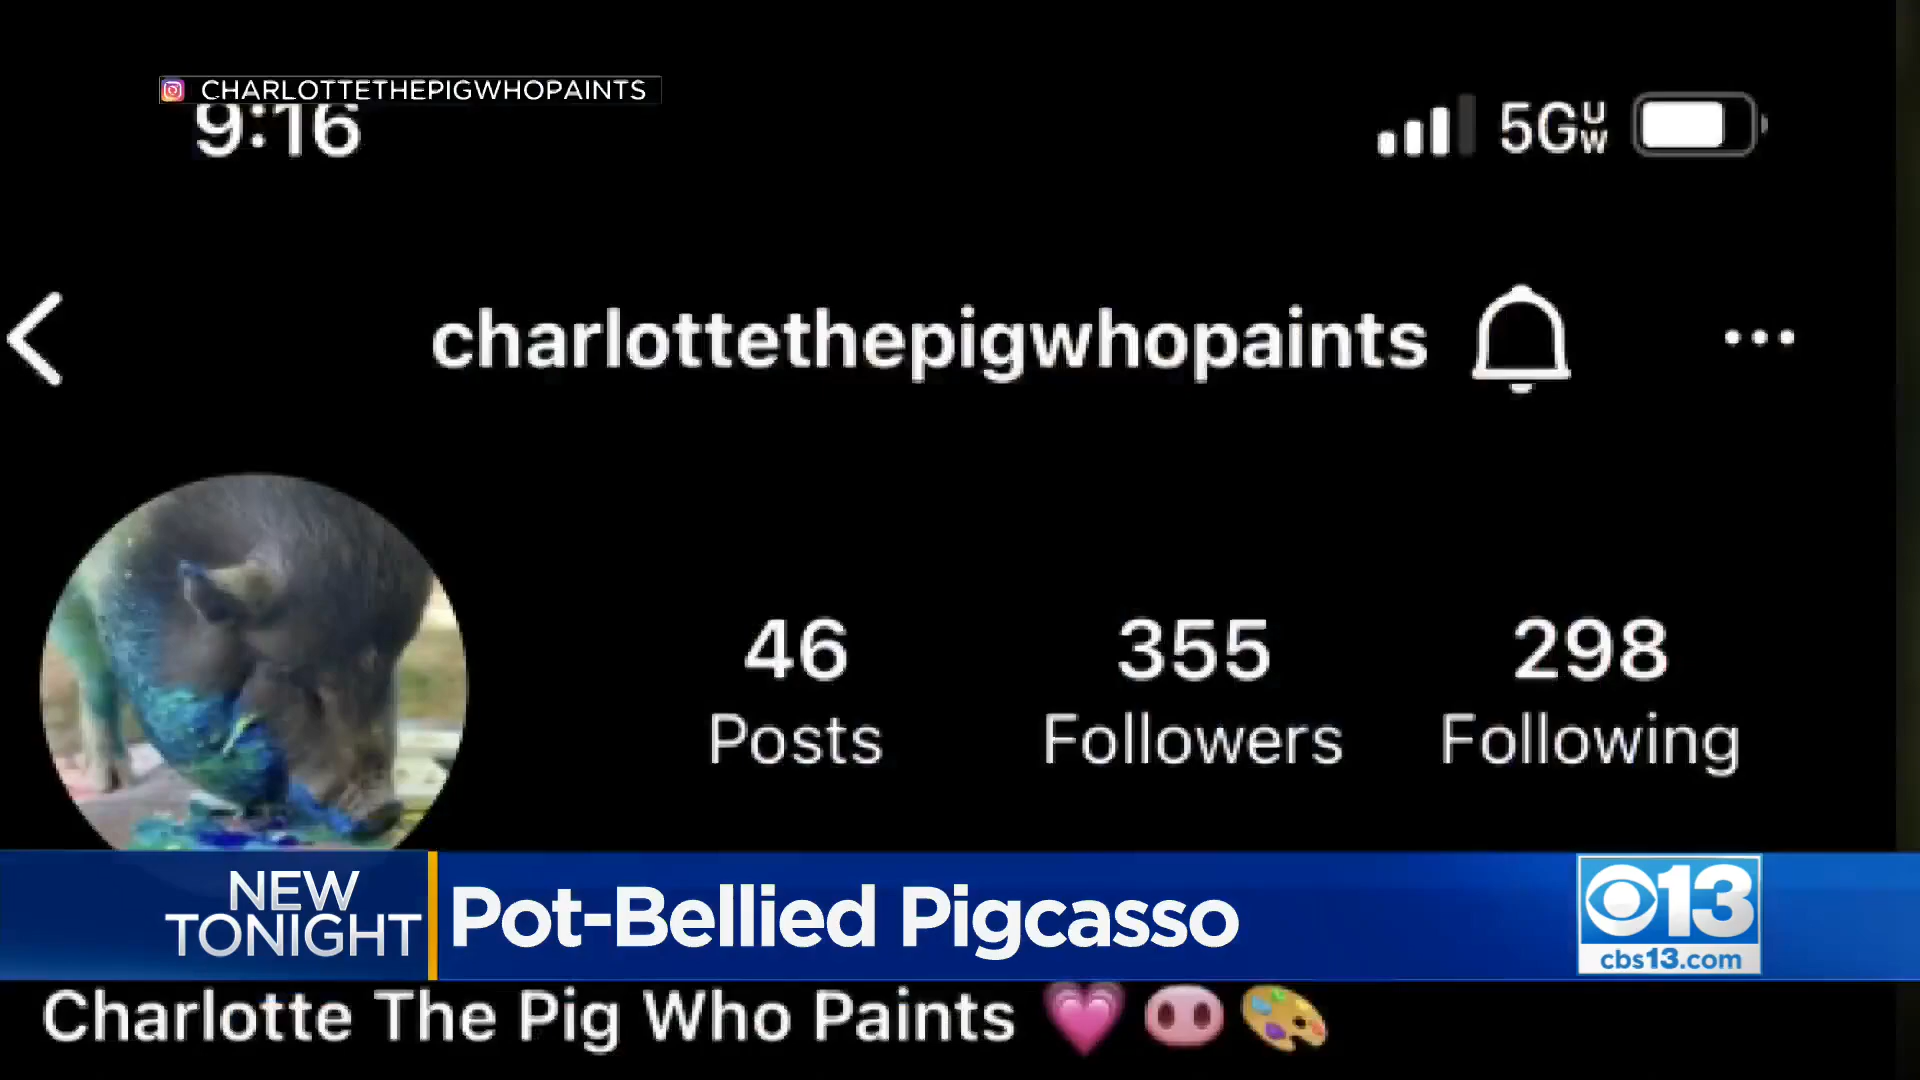 CHARLOTTETHEPIGWHOPAINTS
9:16
5G UW
charlottethepigwhopaints
46
355
298
Posts
Followers
Following
NEW
TONIGHT
Pot-Bellied Pigcasso
13
cbs13.com
Charlotte The Pig Who Paints